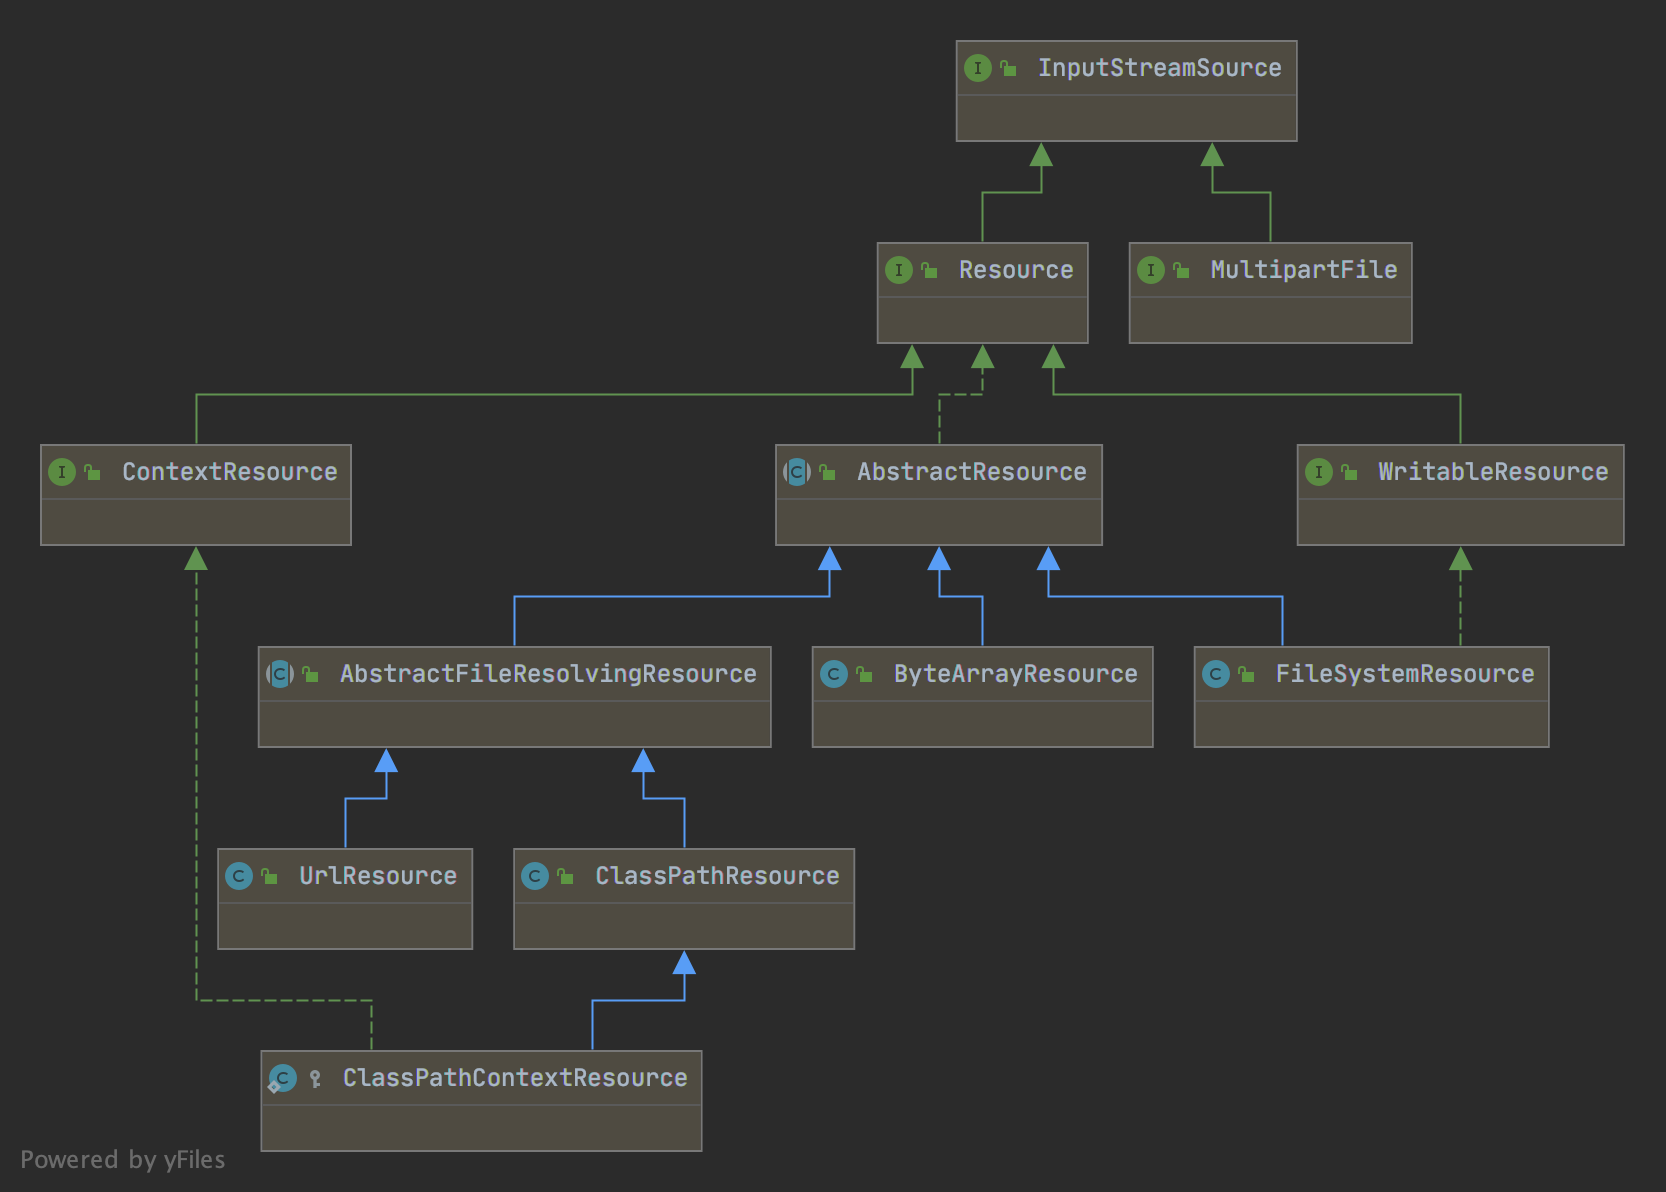 InputStreamSource
Resource
MultipartFile
ContextResource
AbstractResource
WritableResource
AbstractFileResolvingResource
ByteArrayResource
FileSystemResource
UrlResource
ClassPathResource
ClassPathContextResource
Powered by yFiles